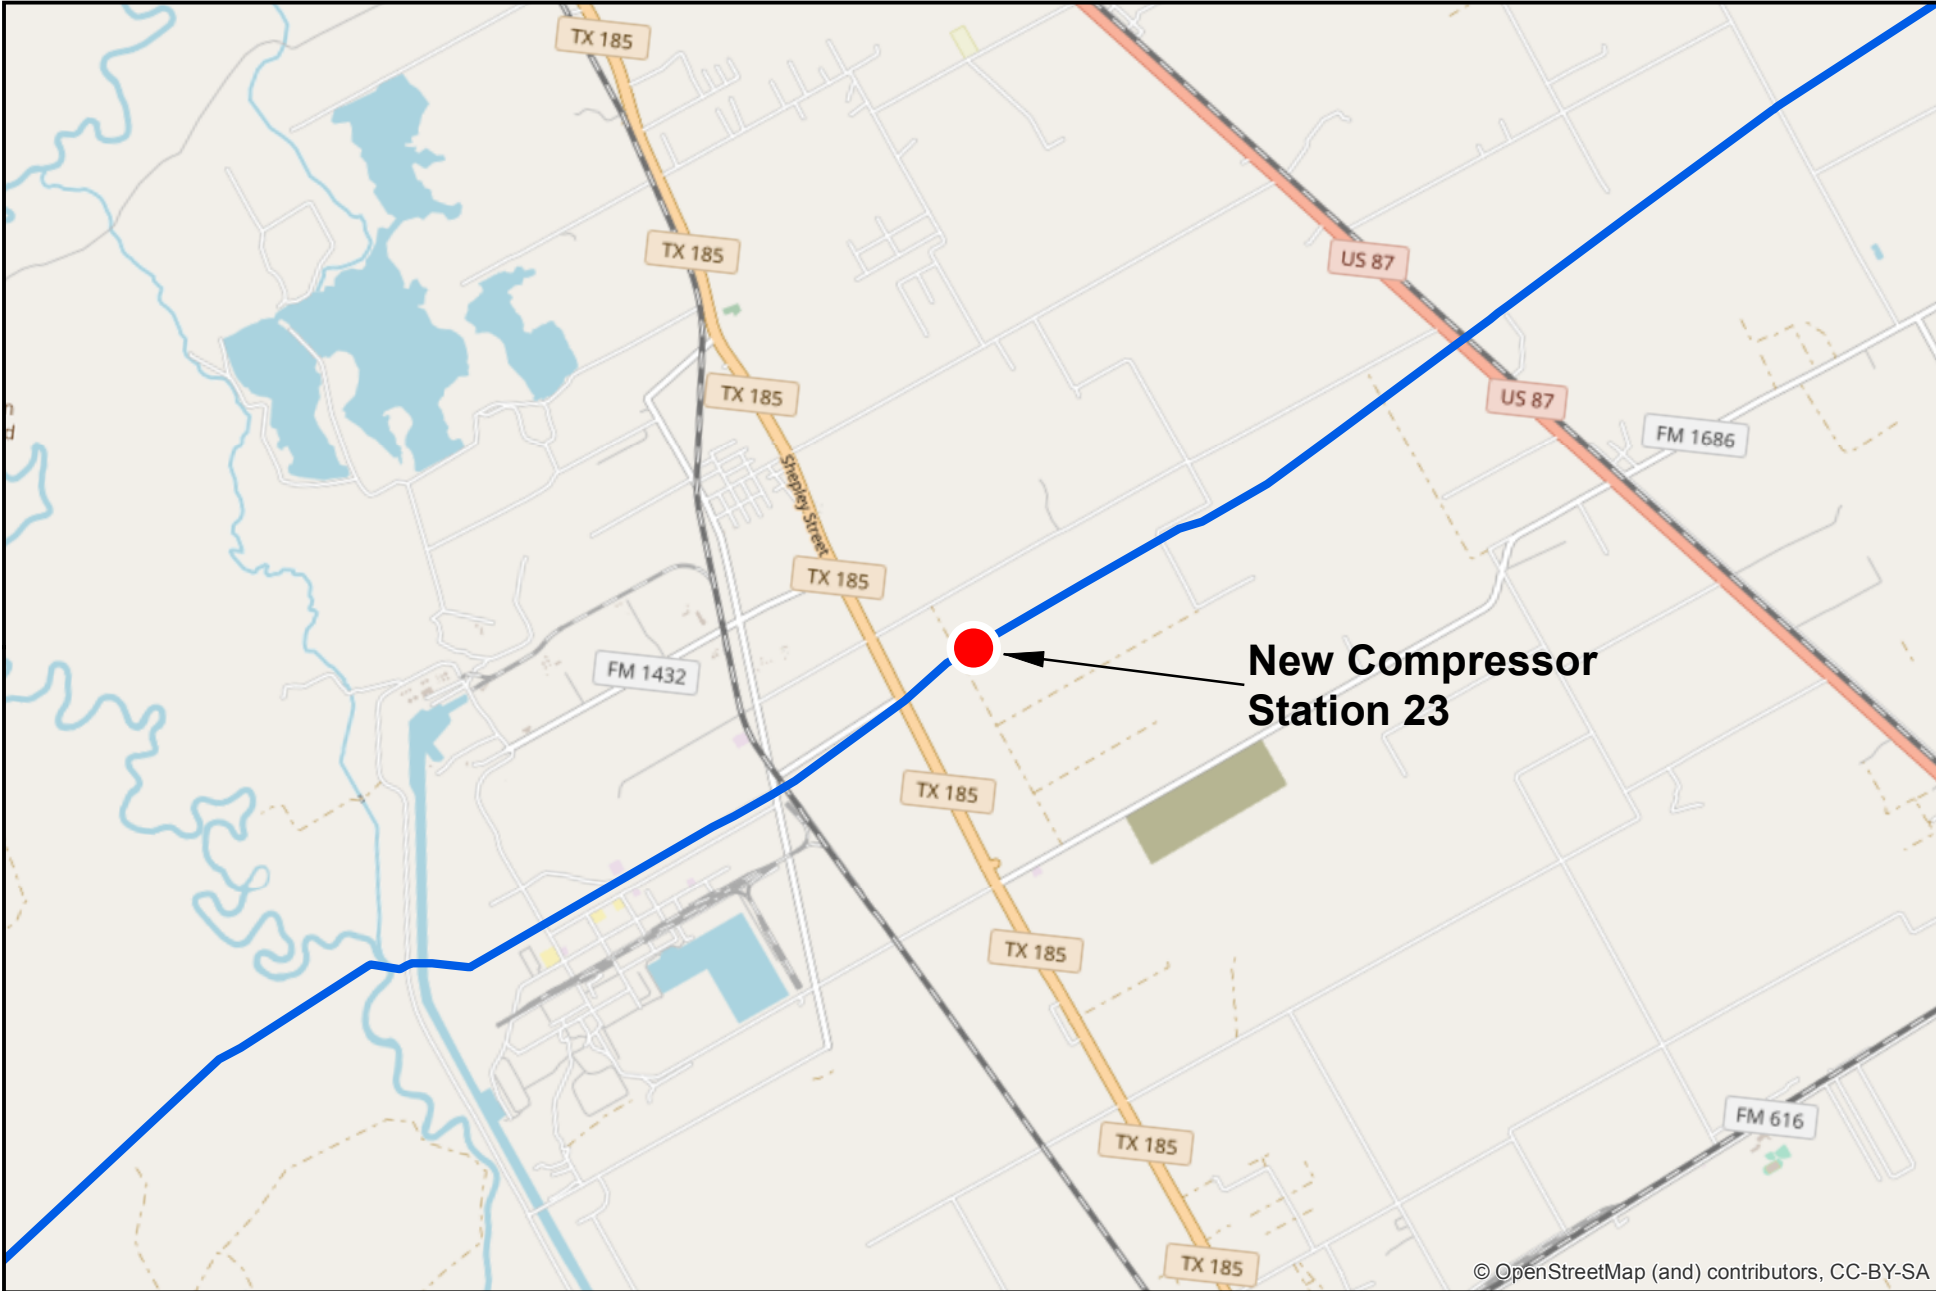 TX 185
TX 185
US 87
TX 185
US 87
FM 1686
Shepley Street
TX 185
FM 1432
New Compressor
Station 23
TX 185
TX 185
FM 616
TX 185
TX 185
© OpenStreetMap (and) contributors, CC-BY-SA